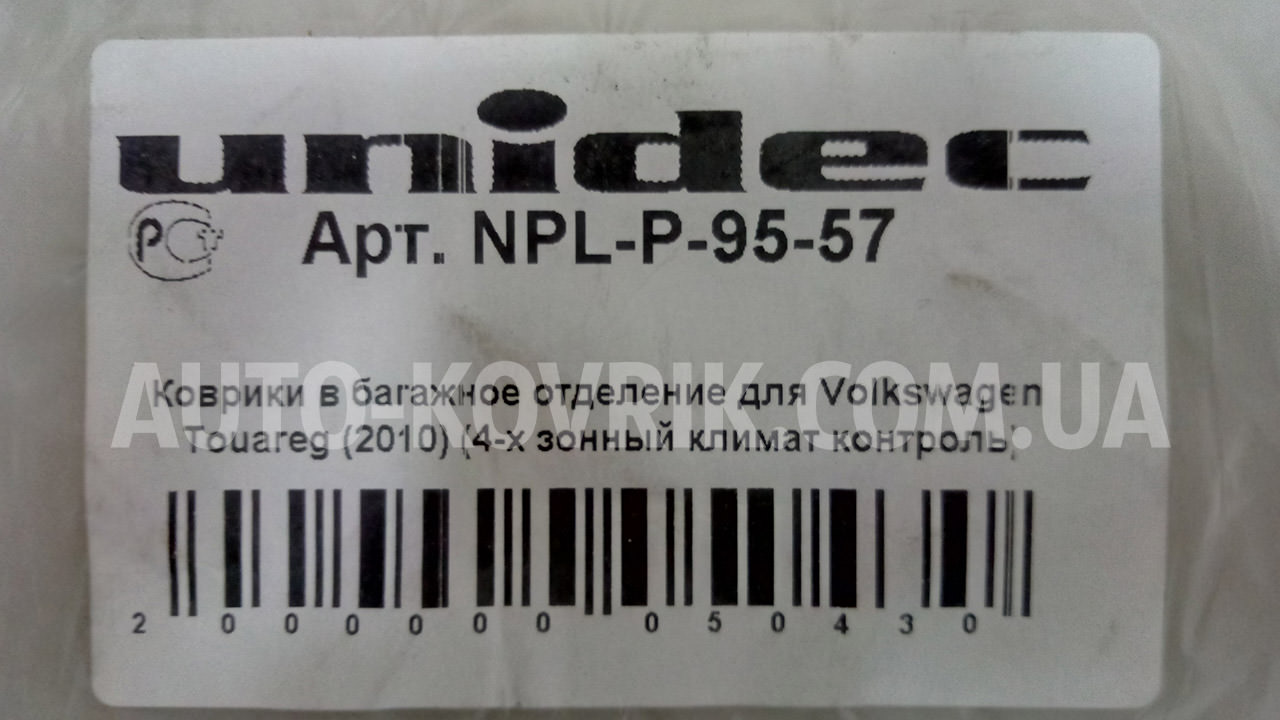 unidec
РСт Арт. NPL-P-95-57
AUTO-KOVRIK.COM.UA
Коврики в багажное отделение для Volkswagen
Touareg (2010) (4-х зонный климат контроль)
2 000000 050430